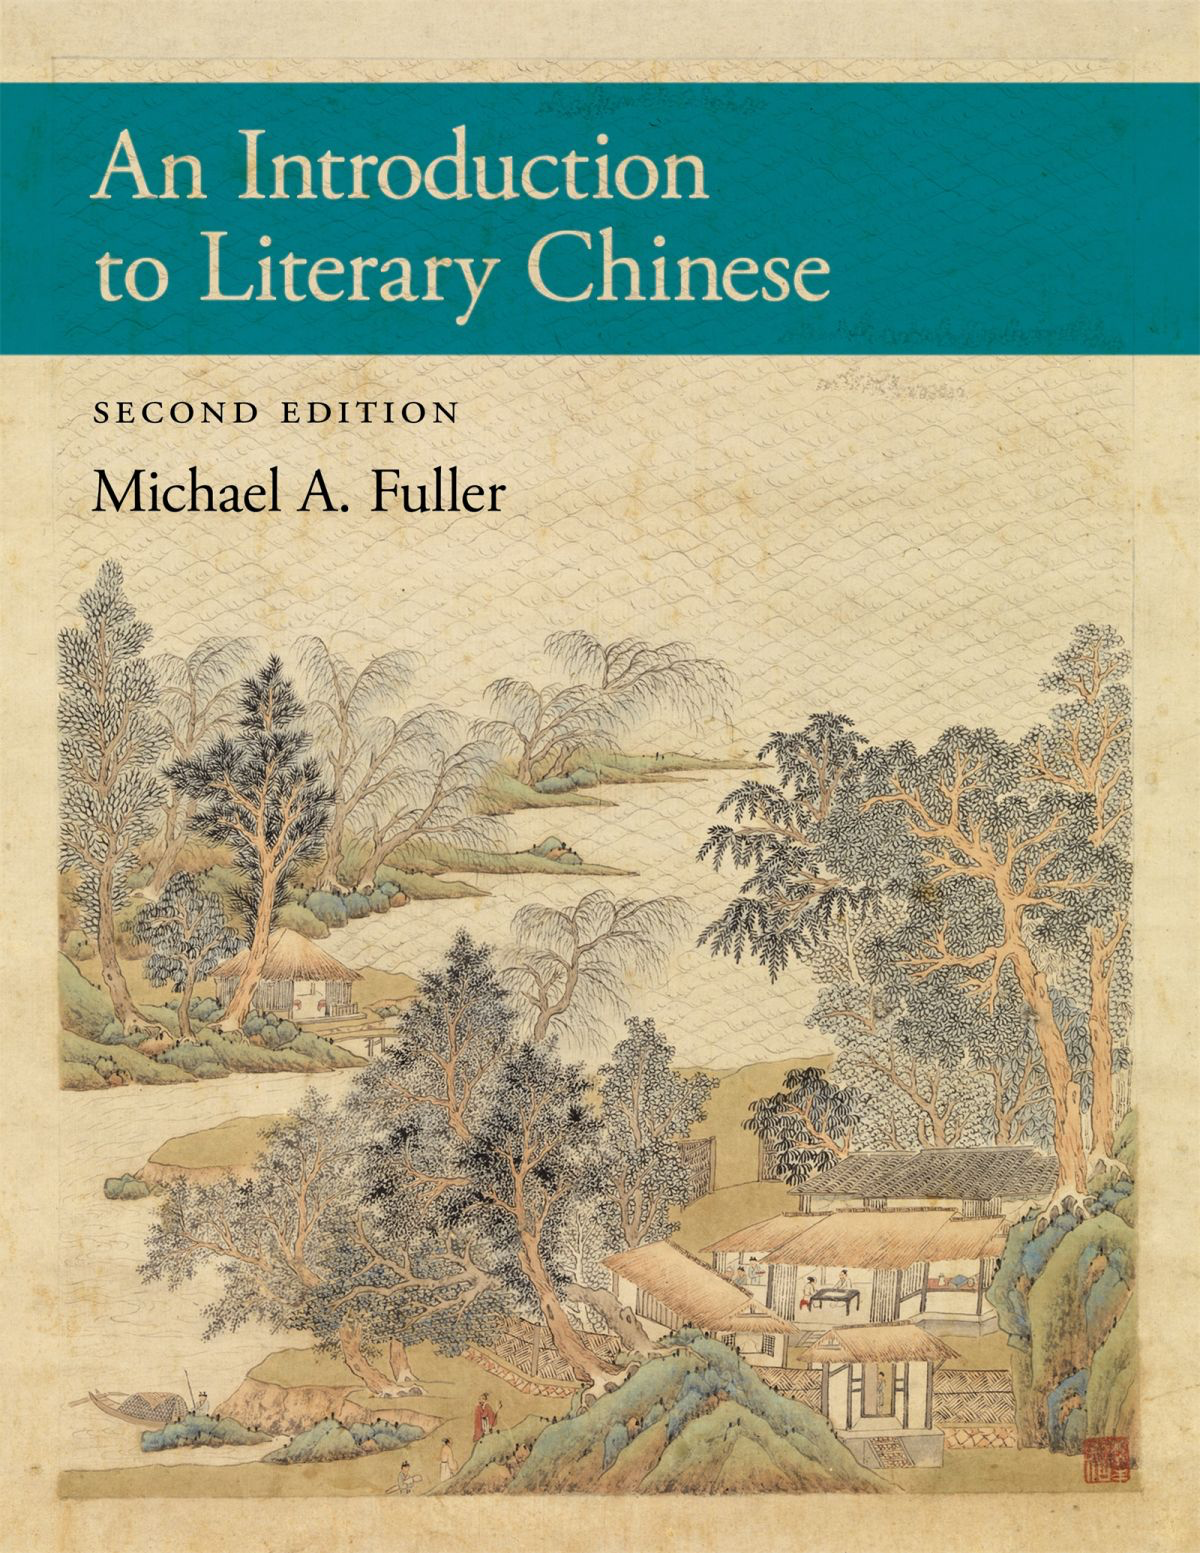 An Introduction
to Literary Chinese
SECOND EDITION
Michael A. Fuller